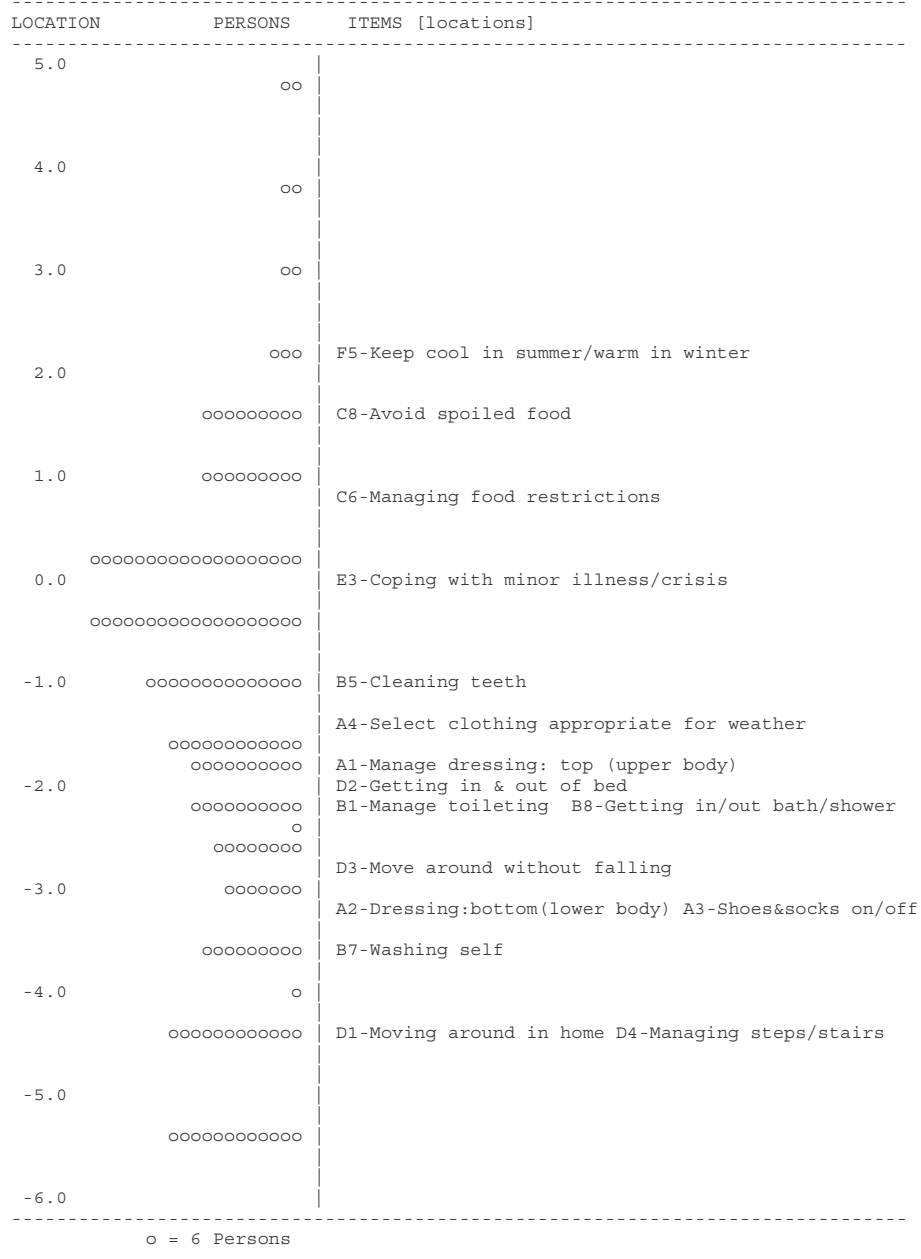 --------------------------------------------------------------------------------
LOCATION          PERSONS     ITEMS [locations]
--------------------------------------------------------------------------------
5.0 |
oo |
4.0 |
oo |
3.0 oo |
ooo | F5-Keep cool in summer/warm in winter
2.0 |
ooooooooo | C8-Avoid spoiled food
1.0 ooooooooo |
| C6-Managing food restrictions
ooooooooooooooooooo |
0.0 | E3-Coping with minor illness/crisis
ooooooooooooooooooo |
-1.0 oooooooooooooo | B5-Cleaning teeth
| A4-Select clothing appropriate for weather
oooooooooooo |
oooooooooo | A1-Manage dressing: top (upper body)
-2.0 | D2-Getting in & out of bed
oooooooooo | B1-Manage toileting  B8-Getting in/out bath/shower
o |
oooooooo |
| D3-Move around without falling
-3.0 ooooooo |
| A2-Dressing:bottom(lower body) A3-Shoes&socks on/off
ooooooooo | B7-Washing self
-4.0 o |
oooooooooooo | D1-Moving around in home D4-Managing steps/stairs
-5.0 |
oooooooooooo |
-6.0 |
--------------------------------------------------------------------------------
o = 6 Persons